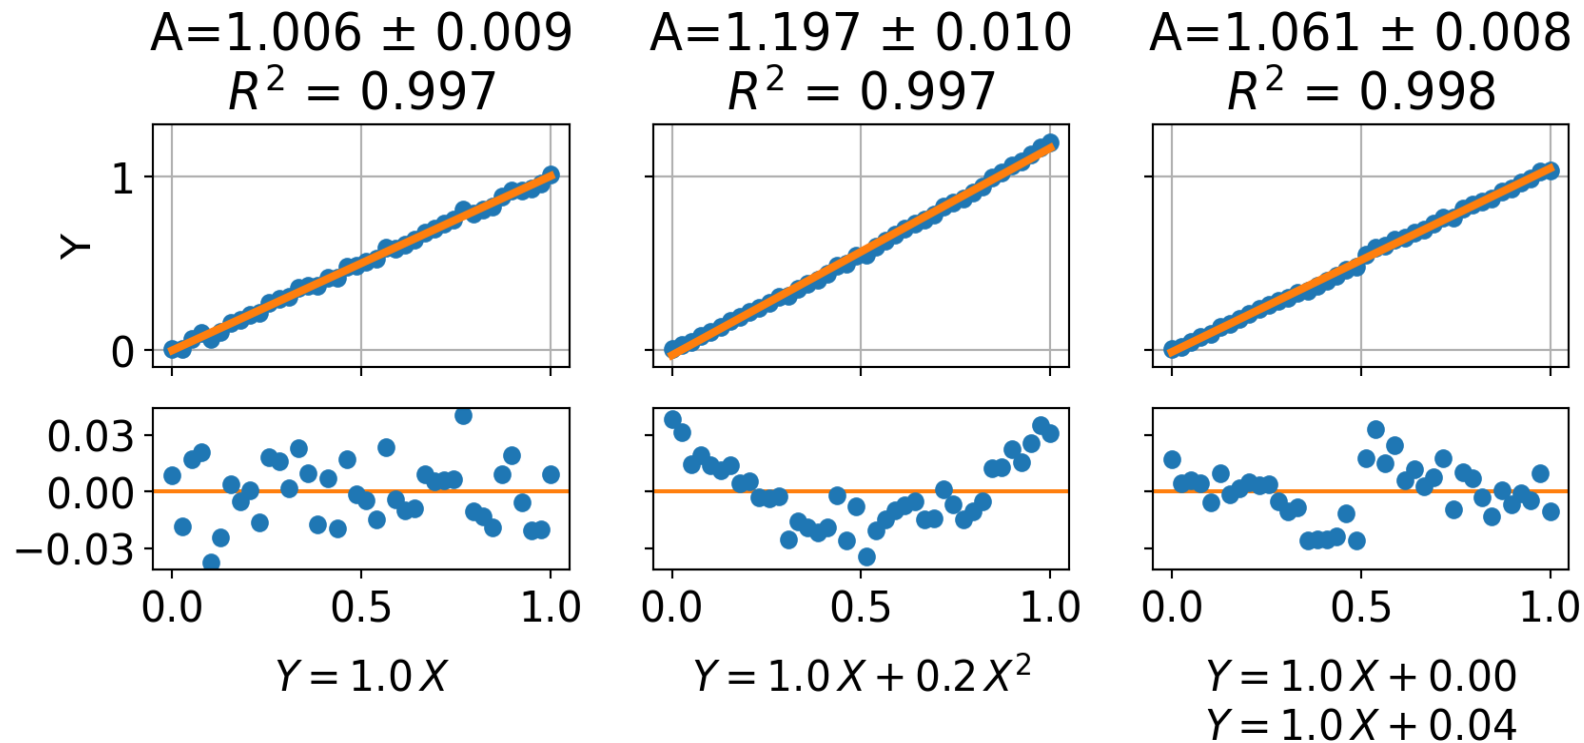 A=1.006 ± 0.009 A=1.197 ± 0.010 A=1.061 ± 0.008
R² = 0.997 R² = 0.997 R² = 0.998
1
Y
0
0.03
0.00
−0.03
0.0 0.5 1.0 0.0 0.5 1.0 0.0 0.5 1.0
Y = 1.0 X Y = 1.0 X + 0.2 X² Y = 1.0 X + 0.00
Y = 1.0 X + 0.04